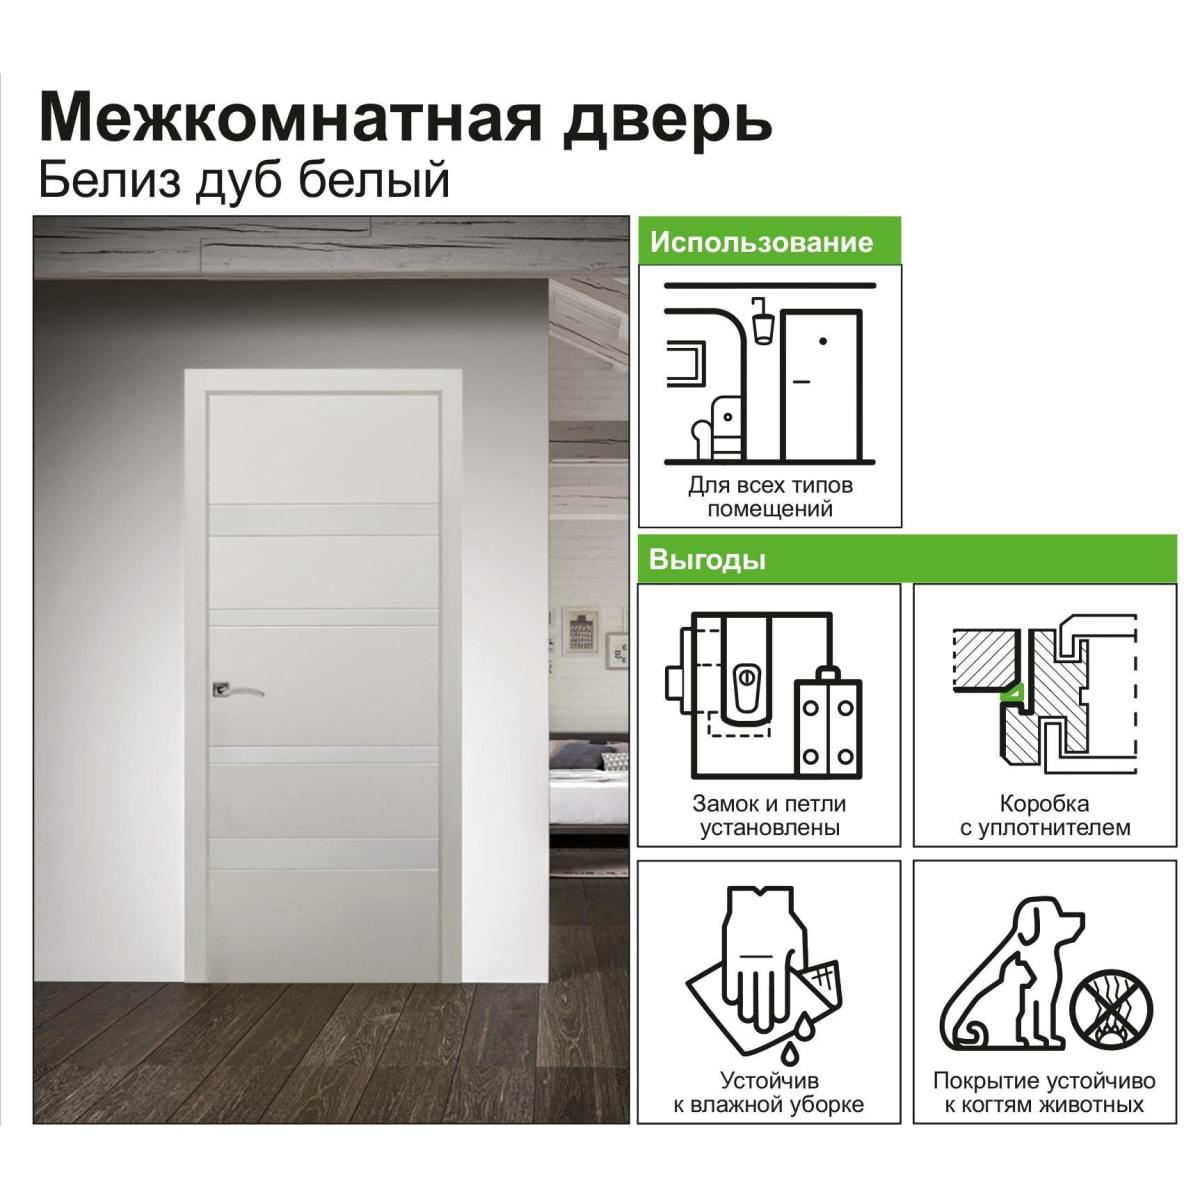 Межкомнатная дверь
Белиз дуб белый
Использование
Для всех типов
помещений
Выгоды
Замок и петли
установлены
Коробка
с уплотнителем
Устойчив
к влажной уборке
Покрытие устойчиво
к когтям животных